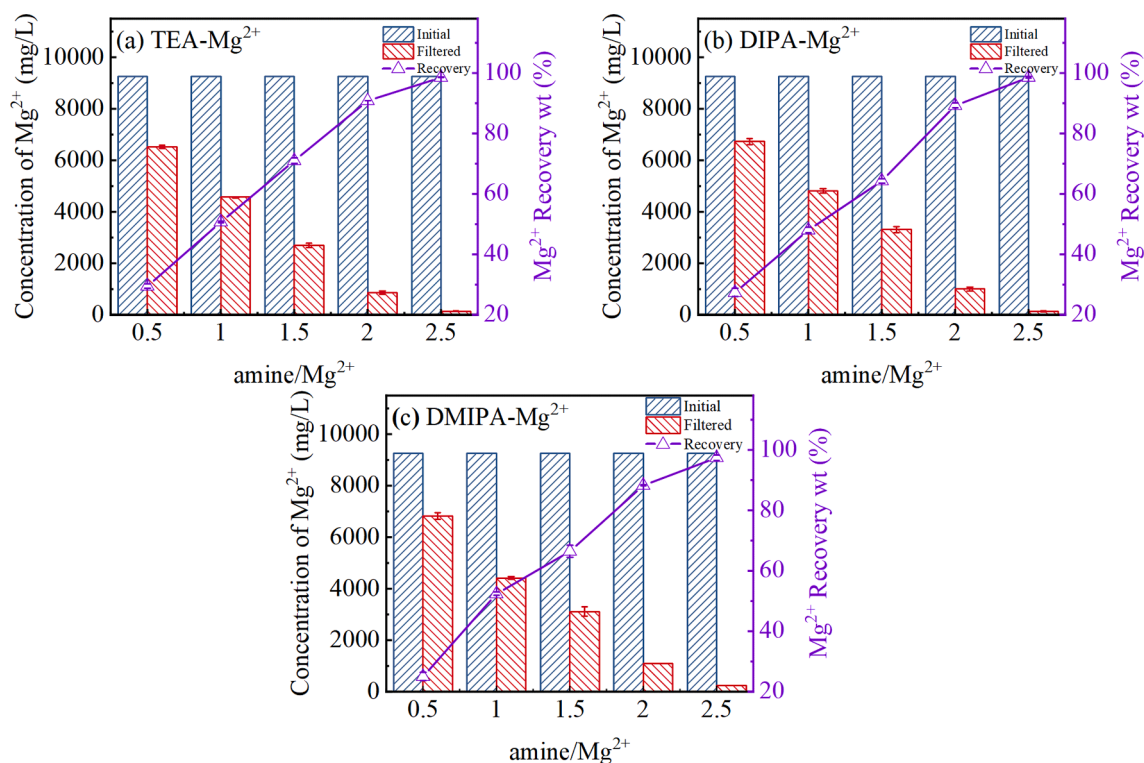 (a) TEA-Mg²⁺
Initial
Filtered
Recovery
Concentration of Mg²⁺ (mg/L)
10000
8000
6000
4000
2000
0
0.5 1 1.5 2 2.5
amine/Mg²⁺
100
80
60
40
20
Mg²⁺ Recovery wt (%)
(b) DIPA-Mg²⁺
Initial
Filtered
Recovery
Concentration of Mg²⁺ (mg/L)
10000
8000
6000
4000
2000
0
0.5 1 1.5 2 2.5
amine/Mg²⁺
100
80
60
40
20
Mg²⁺ Recovery wt (%)
(c) DMIPA-Mg²⁺
Initial
Filtered
Recovery
Concentration of Mg²⁺ (mg/L)
10000
8000
6000
4000
2000
0
0.5 1 1.5 2 2.5
amine/Mg²⁺
100
80
60
40
20
Mg²⁺ Recovery wt (%)